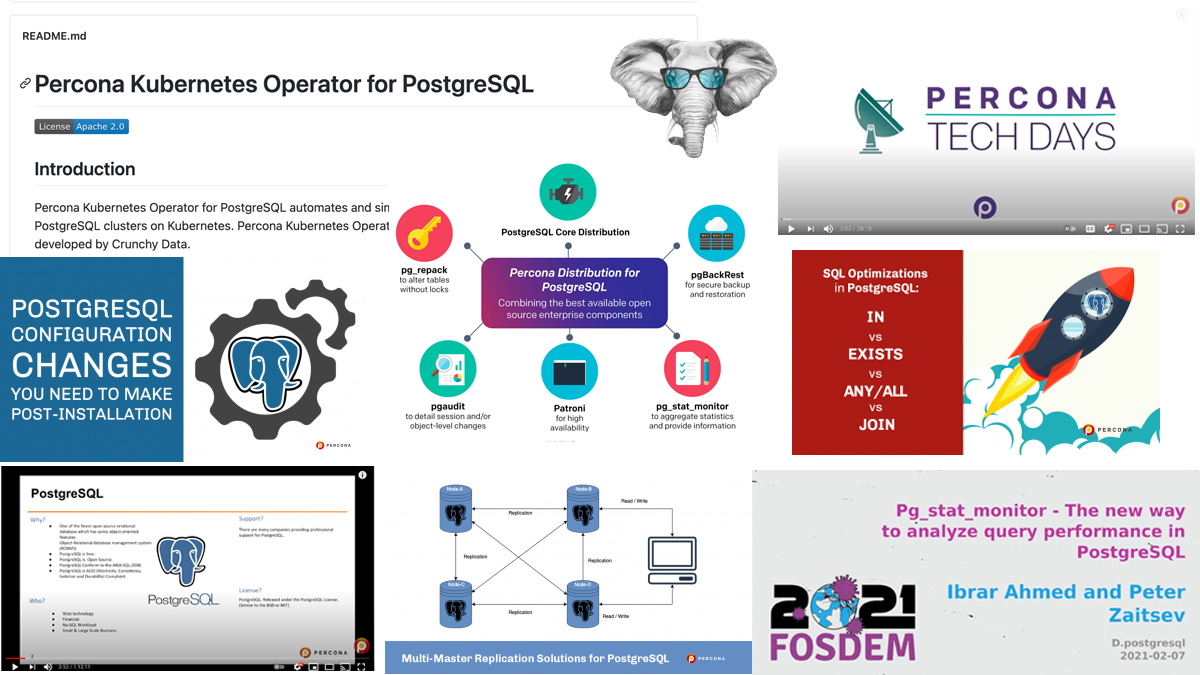 README.md
Percona Kubernetes Operator for PostgreSQL
License Apache 2.0
Introduction
Percona Kubernetes Operator for PostgreSQL automates and sim
PostgreSQL clusters on Kubernetes. Percona Kubernetes Operat
developed by Crunchy Data.
PERCONA
TECH DAYS
PostgreSQL Core Distribution
pg_repack
to alter tables
without locks
Percona Distribution for
PostgreSQL
Combining the best available open
source enterprise components
pgBackRest
for secure backup
and restoration
pgaudit
to detail session and/or
object-level changes
Patroni
for high
availability
pg_stat_monitor
to aggregate statistics
and provide information
POSTGRESQL
CONFIGURATION
CHANGES
YOU NEED TO MAKE
POST-INSTALLATION
PERCONA
SQL Optimizations
in PostgreSQL:
IN
vs
EXISTS
vs
ANY/ALL
vs
JOIN
PERCONA
PostgreSQL
Why?
One of the finest open source relational
database which has some object-oriented
features
Object-Relational database management system
(RDBMS)
PostgreSQL is free.
PostgreSQL is Open Source.
PostgreSQL Conform to the ANSI-SQL:2008.
PostgreSQL is ACID (Atomicity, Consistency,
Isolation and Durability) Complaint.
Who?
Web technology
Financial
No-SQL Workload
Small & Large Scale Business
PostgreSQL
Support?
There are many companies providing professional
support for PostgreSQL.
License?
PostgreSQL: Released under the PostgreSQL License.
(Similar to the BSD or MIT)
PERCONA
3:53 / 1:12:11
Node-A
Node-B
Replication
Read / Write
Replication
Replication
Node-C
Node-D
Replication
Read / Write
Multi-Master Replication Solutions for PostgreSQL
PERCONA
Pg_stat_monitor - The new way
to analyze query performance in
PostgreSQL
Ibrar Ahmed and Peter
Zaitsev
2021
FOSDEM
D.postgresql
2021-02-07